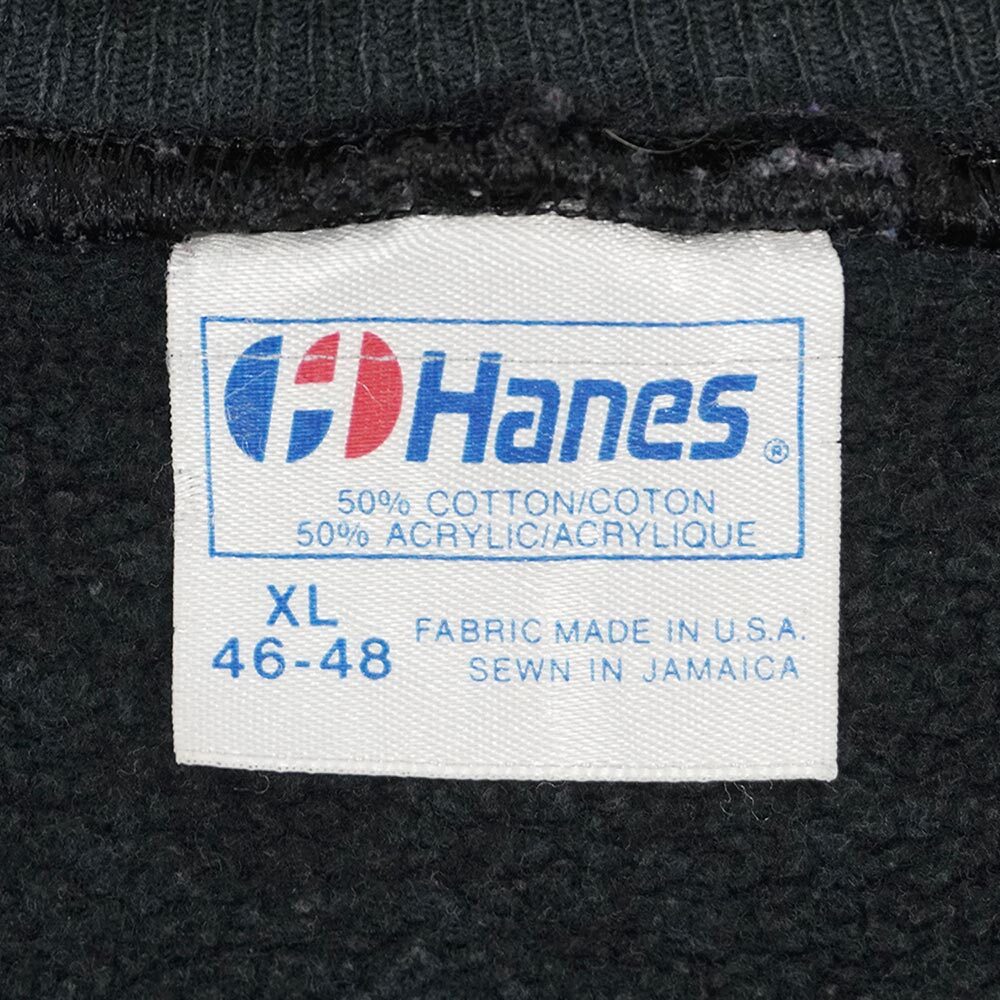 Hanes®
50% COTTON/COTON
50% ACRYLIC/ACRYLIQUE
XL
46-48
FABRIC MADE IN U.S.A.
SEWN IN JAMAICA